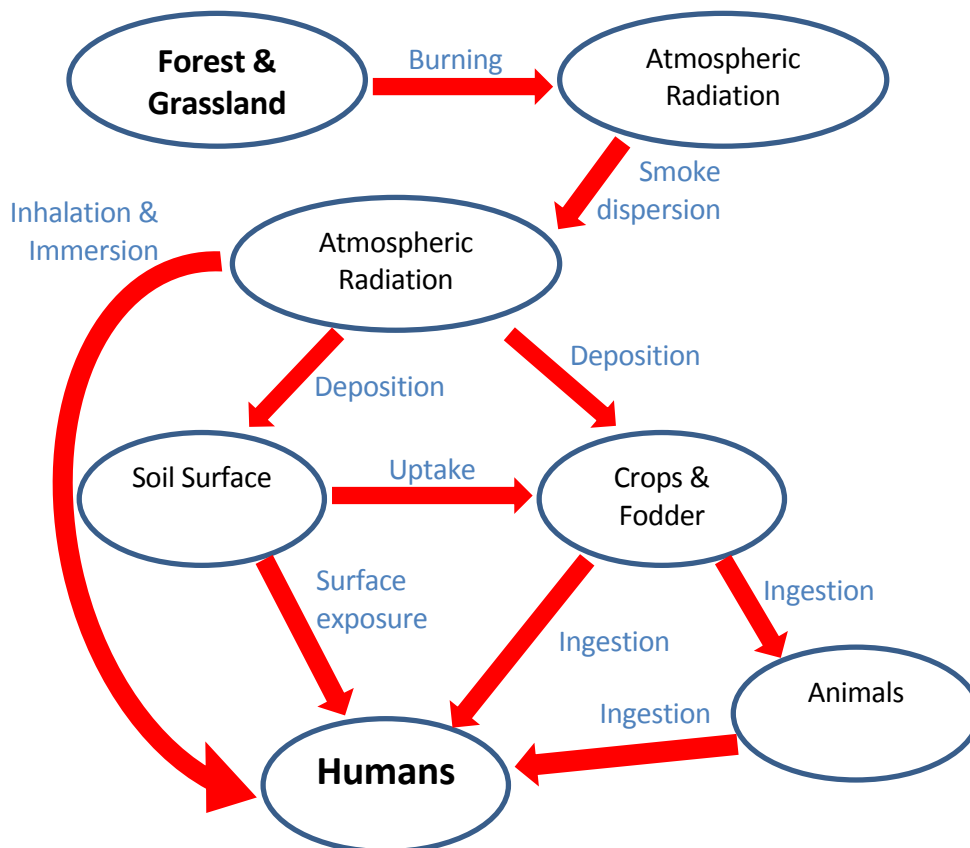 Forest &
Grassland
Burning
Atmospheric
Radiation
Smoke
dispersion
Inhalation &
Immersion
Atmospheric
Radiation
Deposition
Deposition
Soil Surface
Uptake
Crops &
Fodder
Surface
exposure
Ingestion
Ingestion
Animals
Ingestion
Humans